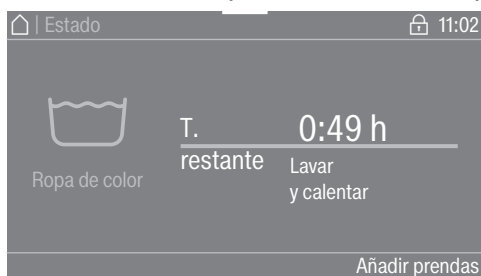 | Estado
11:02
T.
restante
0:49 h
Lavar
y calentar
Ropa de color
Añadir prendas